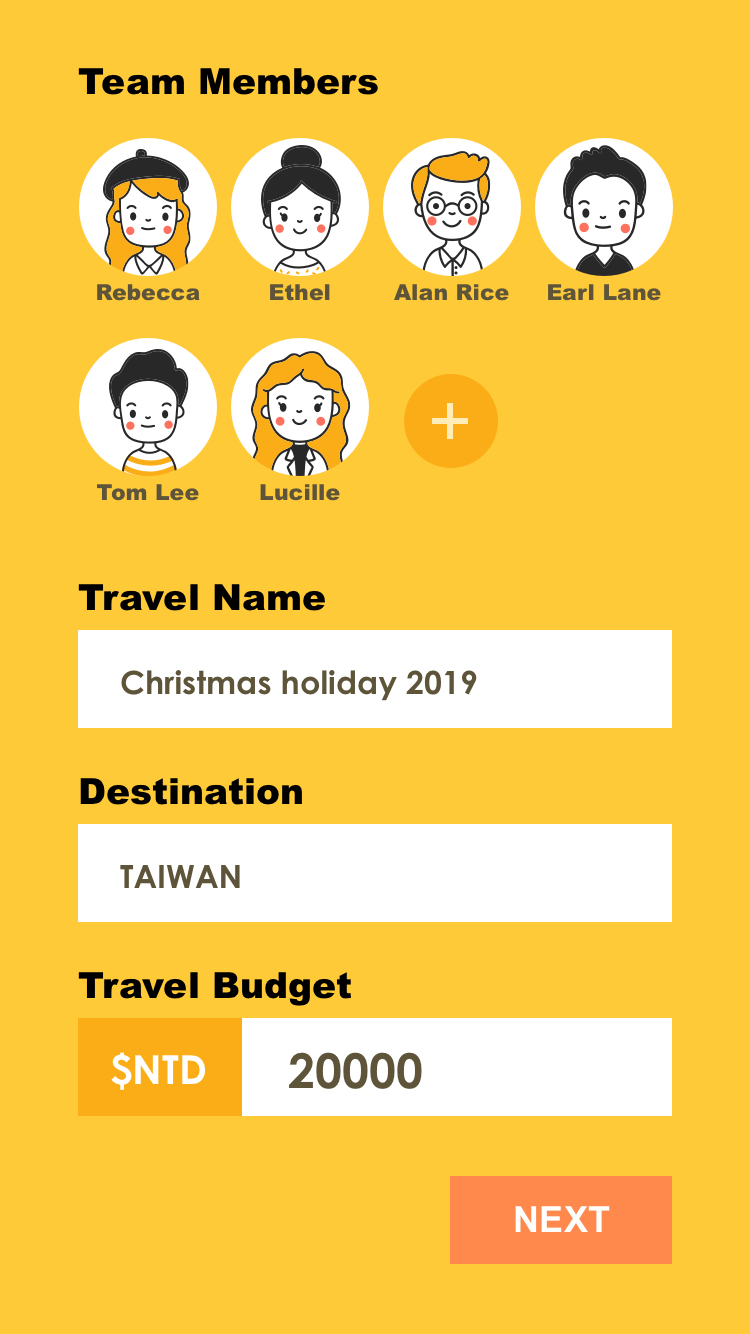 Team Members
Rebecca Ethel Alan Rice Earl Lane
Tom Lee Lucille
Travel Name
Christmas holiday 2019
Destination
TAIWAN
Travel Budget
$NTD 20000
NEXT